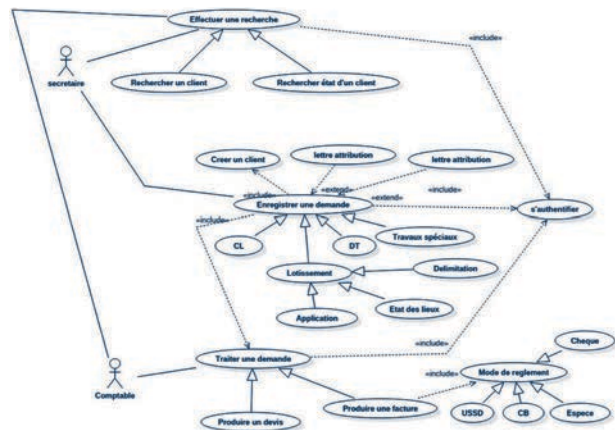 Effectuer une recherche
«include»
secretaire
Rechercher un client
Rechercher état d'un client
Creer un client
lettre attribution
lettre attribution
«include»
«extend»
«extend»
«include»
Enregistrer une demande
s'authentifier
«include»
CL
DT
Travaux spéciaux
Lotissement
Delimitation
Application
Etat des lieux
Comptable
Traiter une demande
«include»
Cheque
«include»
Mode de reglement
Produire un devis
Produire une facture
USSD
CB
Espece